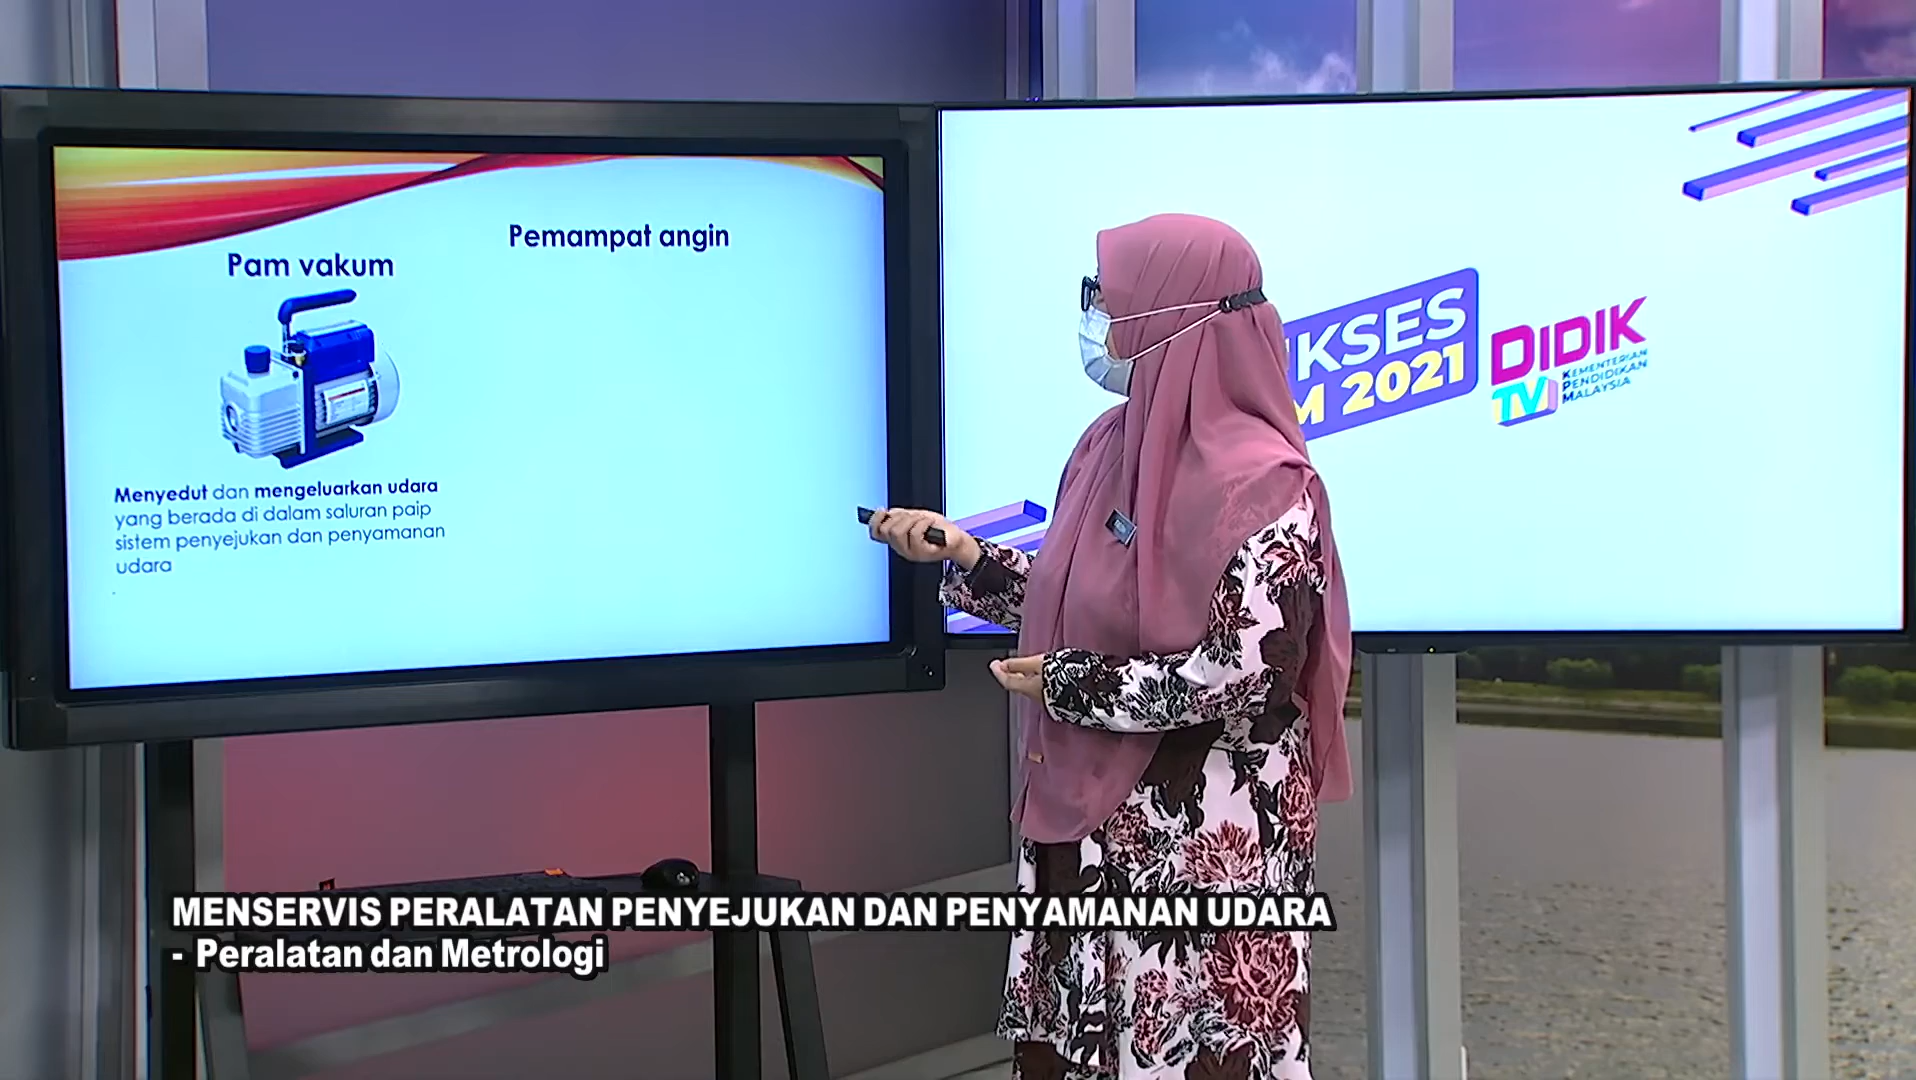 Pemampat angin
Pam vakum
Menyedut dan mengeluarkan udara
yang berada di dalam saluran paip
sistem penyejukan dan penyamanan
udara
KSES
M 2021
DIDIK
TV
KEMENTERIAN
PENDIDIKAN
MALAYSIA
MENSERVIS PERALATAN PENYEJUKAN DAN PENYAMANAN UDARA
- Peralatan dan Metrologi